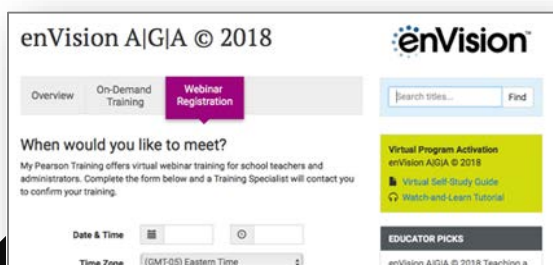 enVision A|G|A © 2018
enVision™
Overview
On-Demand
Training
Webinar
Registration
Search titles...
Find
When would you like to meet?
My Pearson Training offers virtual webinar training for school teachers and
administrators. Complete the form below and a Training Specialist will contact you
to confirm your training.
Virtual Program Activation
enVision A|G|A © 2018
Virtual Self-Study Guide
Watch-and-Learn Tutorial
Date & Time
Time Zone
(GMT-05) Eastern Time
EDUCATOR PICKS
enVision A|G|A © 2018 Teaching a